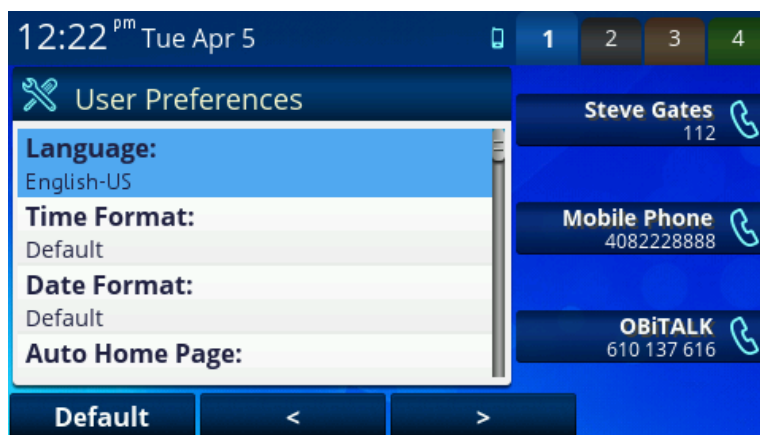 12:22 pm Tue Apr 5
1 2 3 4
User Preferences
Language:
English-US
Time Format:
Default
Date Format:
Default
Auto Home Page:
Steve Gates
112
Mobile Phone
4082228888
OBiTALK
610 137 616
Default < >